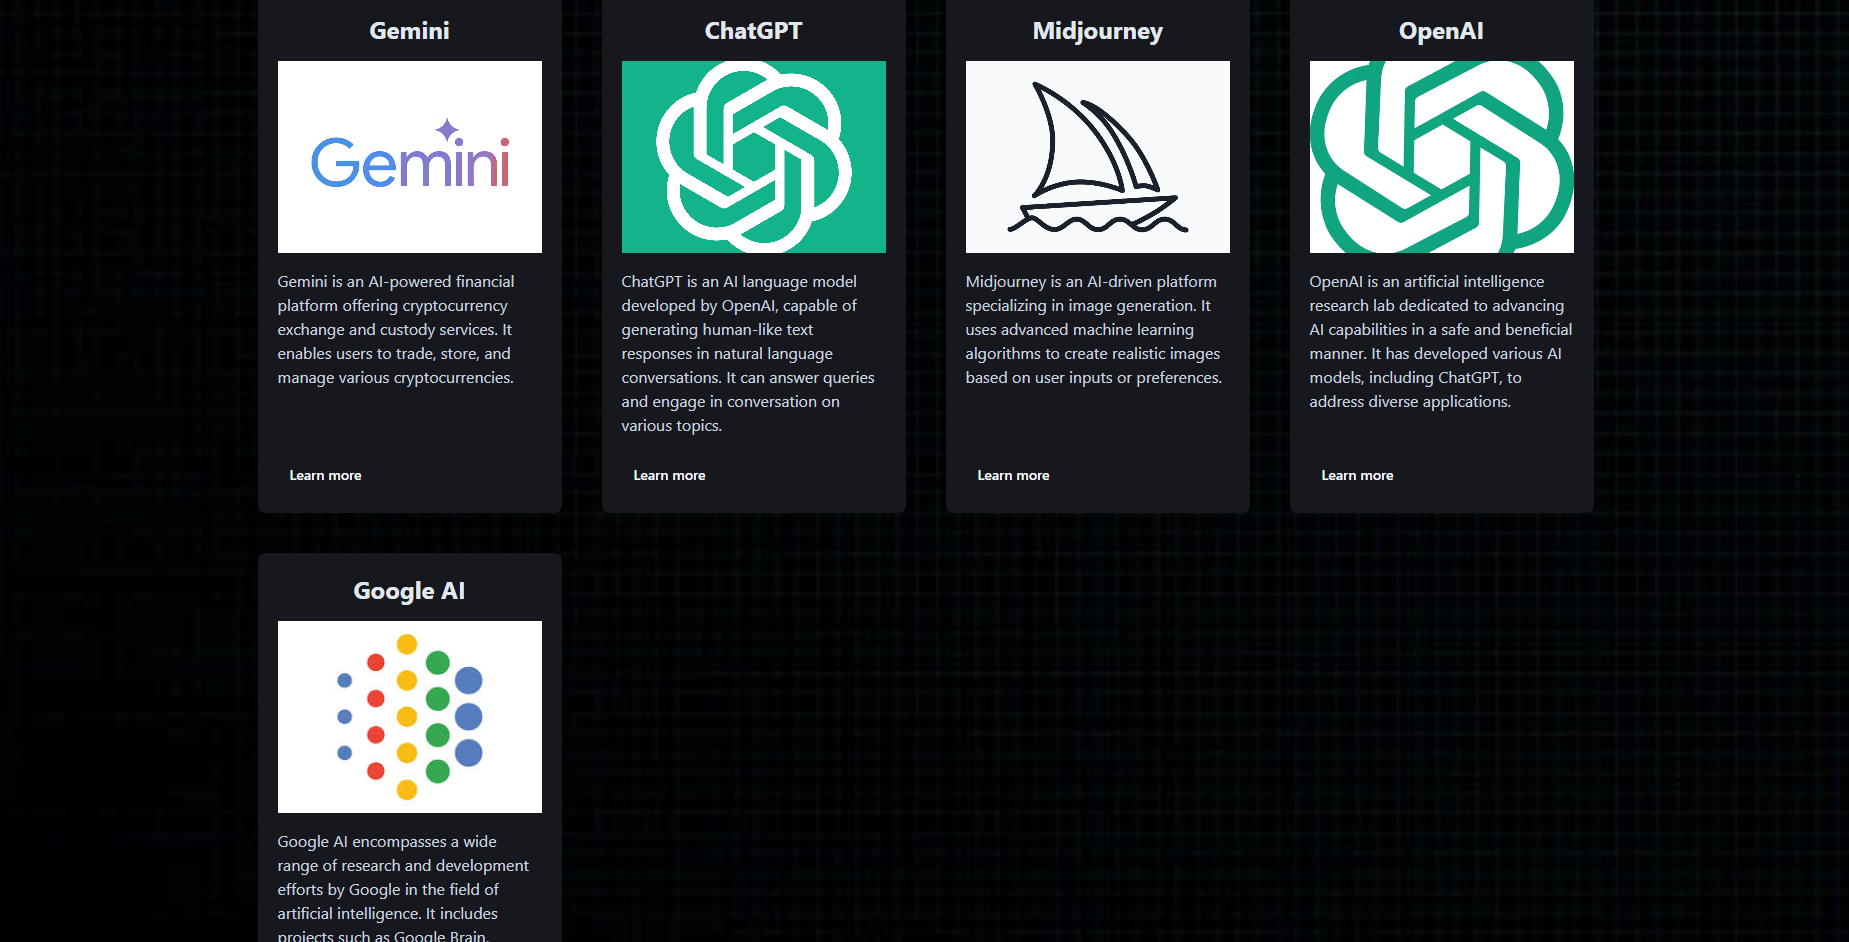 Gemini
Gemini
Gemini is an AI-powered financial
platform offering cryptocurrency
exchange and custody services. It
enables users to trade, store, and
manage various cryptocurrencies.
Learn more
ChatGPT
ChatGPT is an AI language model
developed by OpenAI, capable of
generating human-like text
responses in natural language
conversations. It can answer queries
and engage in conversation on
various topics.
Learn more
Midjourney
Midjourney is an AI-driven platform
specializing in image generation. It
uses advanced machine learning
algorithms to create realistic images
based on user inputs or preferences.
Learn more
OpenAI
OpenAI is an artificial intelligence
research lab dedicated to advancing
AI capabilities in a safe and beneficial
manner. It has developed various AI
models, including ChatGPT, to
address diverse applications.
Learn more
Google AI
Google AI encompasses a wide
range of research and development
efforts by Google in the field of
artificial intelligence. It includes
projects such as Google Brain,